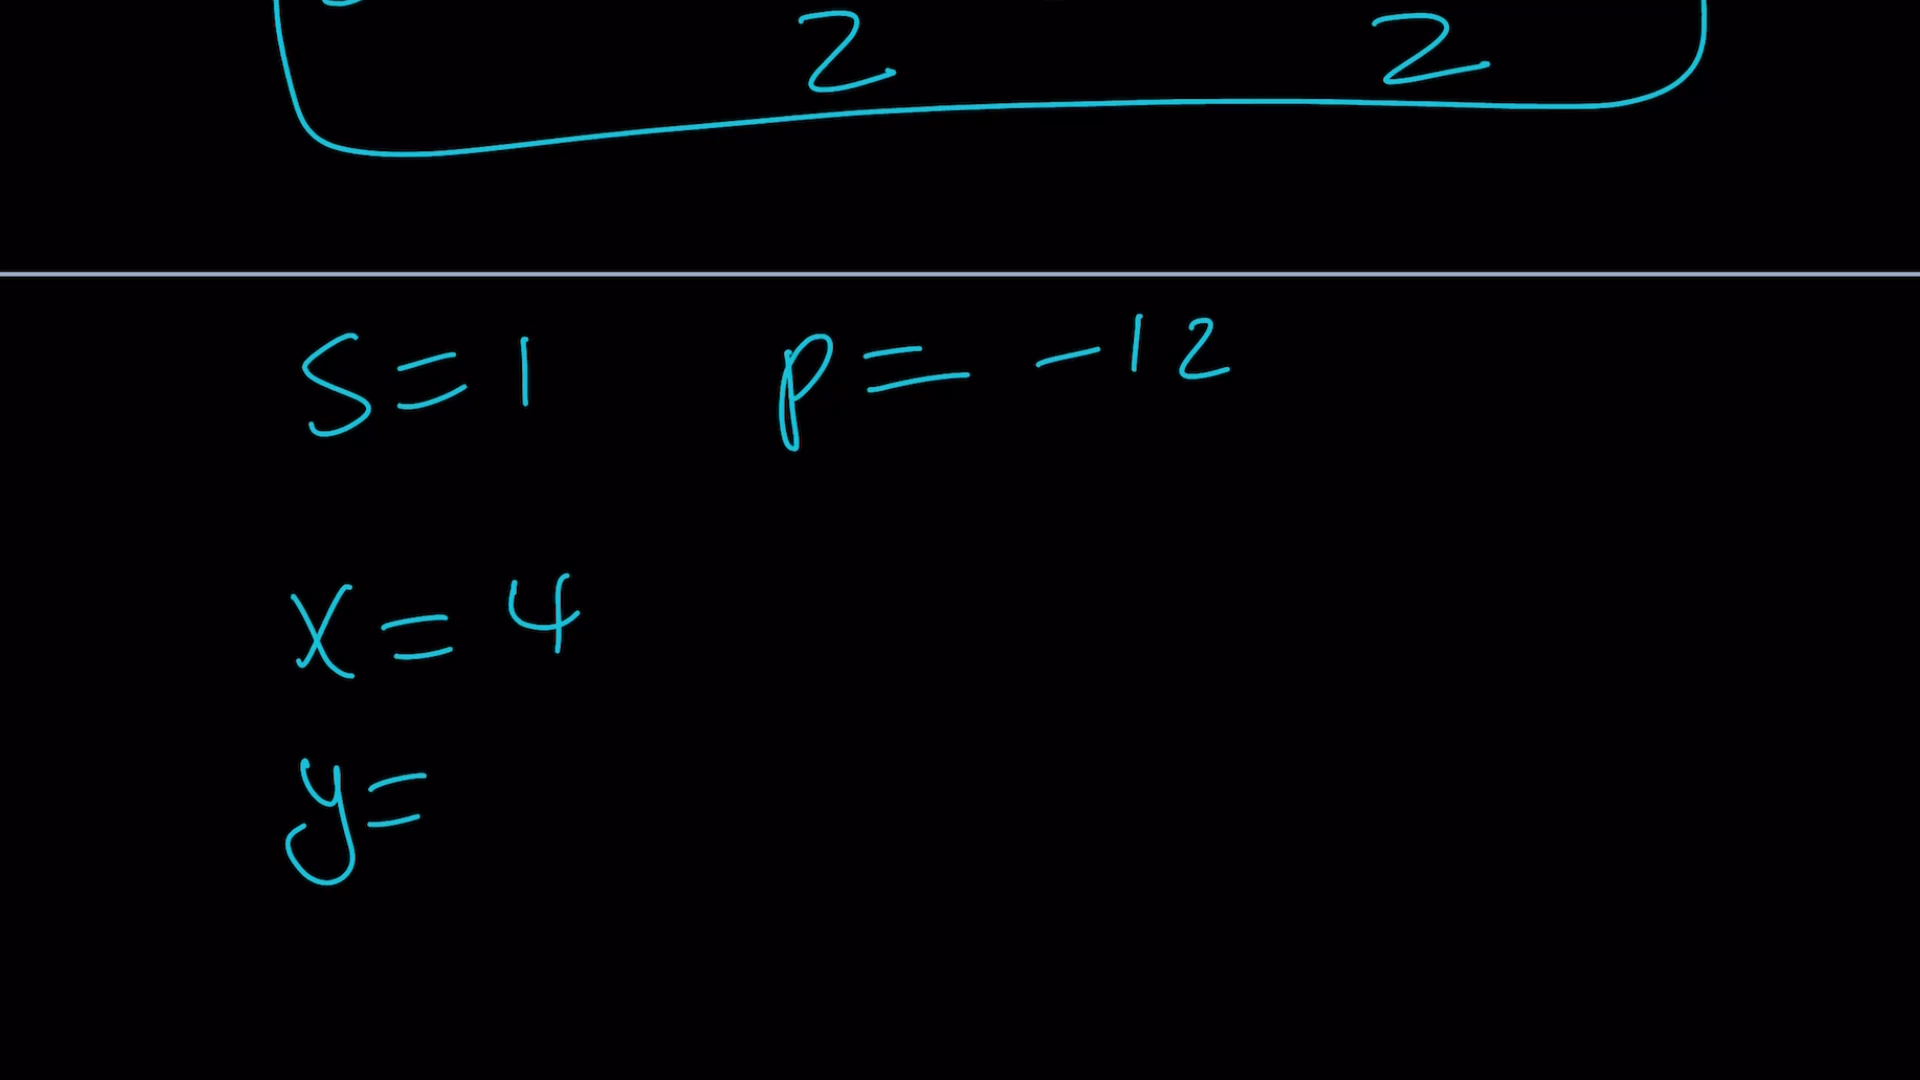 2 2
S = 1 p = -12
x = 4
y =